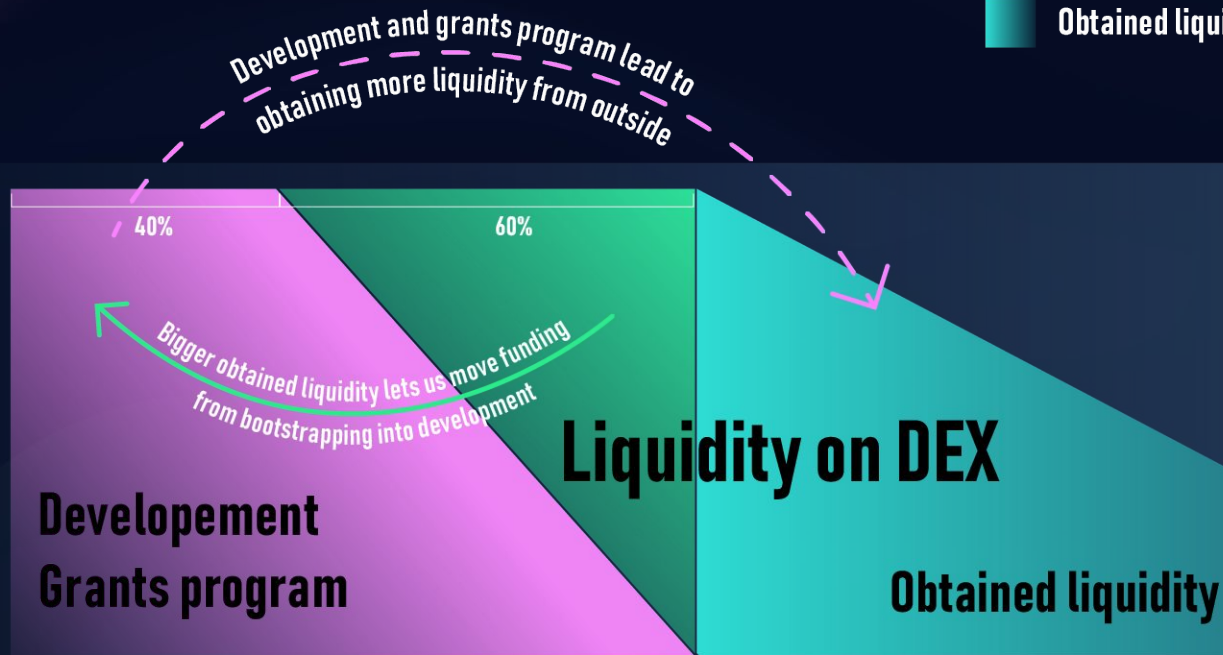 Obtained liqui
Development and grants program lead to
obtaining more liquidity from outside
40%
60%
Bigger obtained liquidity lets us move funding
from bootstrapping into development
Liquidity on DEX
Developement
Grants program
Obtained liquidity